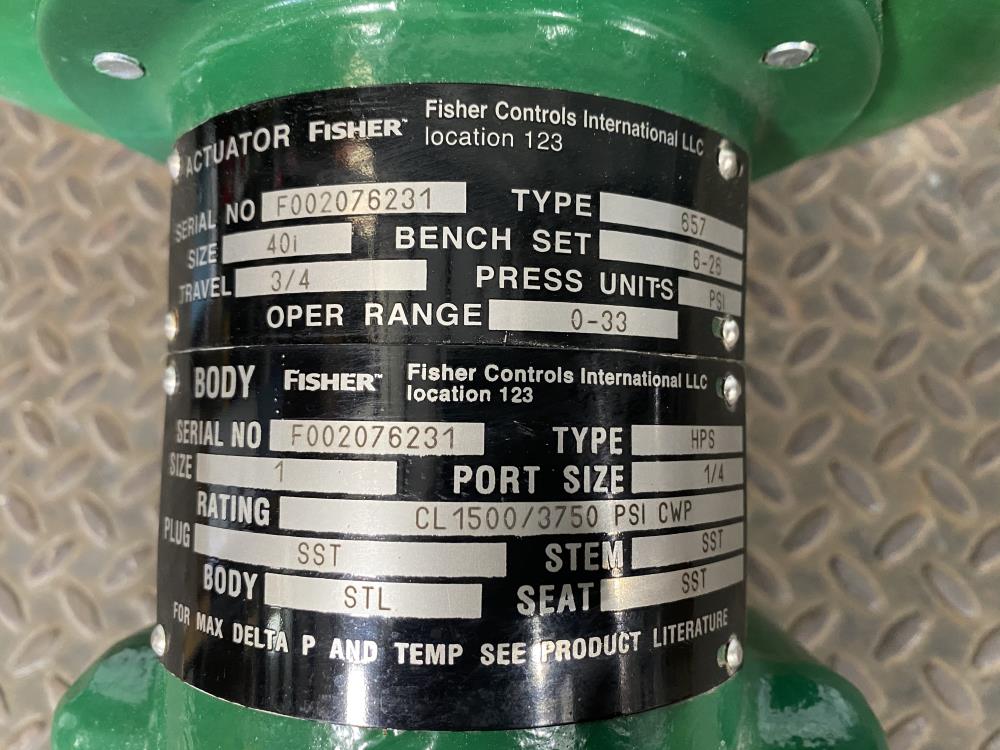 ACTUATOR FISHER™ Fisher Controls International LLC
location 123
SERIAL NO F002076231 TYPE 657
SIZE 40i BENCH SET 6-26
TRAVEL 3/4 PRESS UNITS PSI
OPER RANGE 0-33
BODY FISHER™ Fisher Controls International LLC
location 123
SERIAL NO F002076231 TYPE HPS
SIZE 1 PORT SIZE 1/4
RATING CL1500/3750 PSI CWP
PLUG SST STEM SST
BODY STL SEAT SST
FOR MAX DELTA P AND TEMP SEE PRODUCT LITERATURE